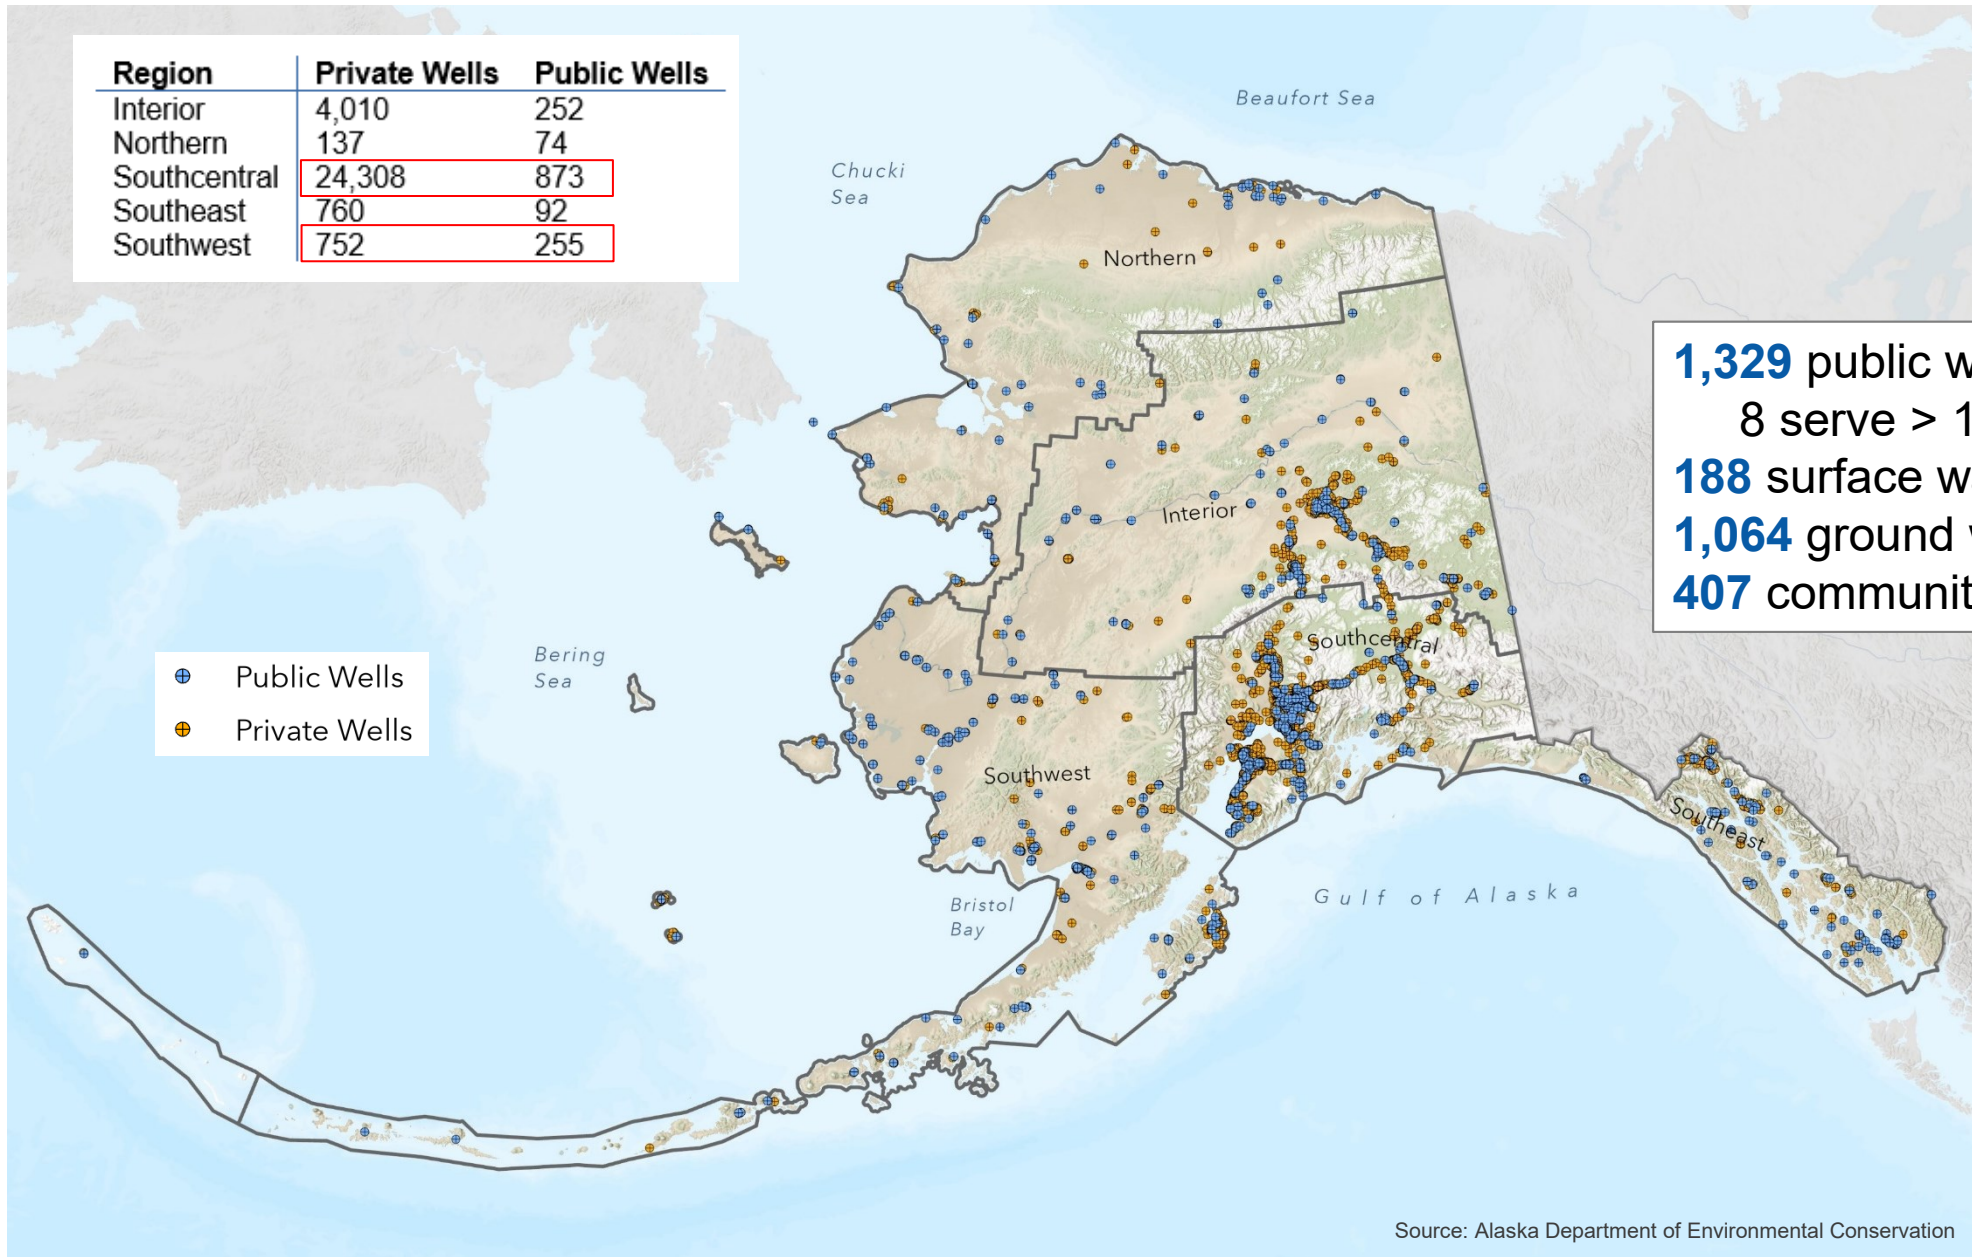 Region Private Wells Public Wells
Interior 4,010 252
Northern 137 74
Southcentral 24,308 873
Southeast 760 92
Southwest 752 255
Beaufort Sea
Chucki
Sea
Northern
1,329 public
8 serve > 1
188 surface
1,064 ground
407
Interior
Southcentral
Bering
Sea
Public Wells
Private Wells
Southwest
Southeast
Bristol
Bay
Gulf of Alaska
Source: Alaska Department of Environmental Conservation